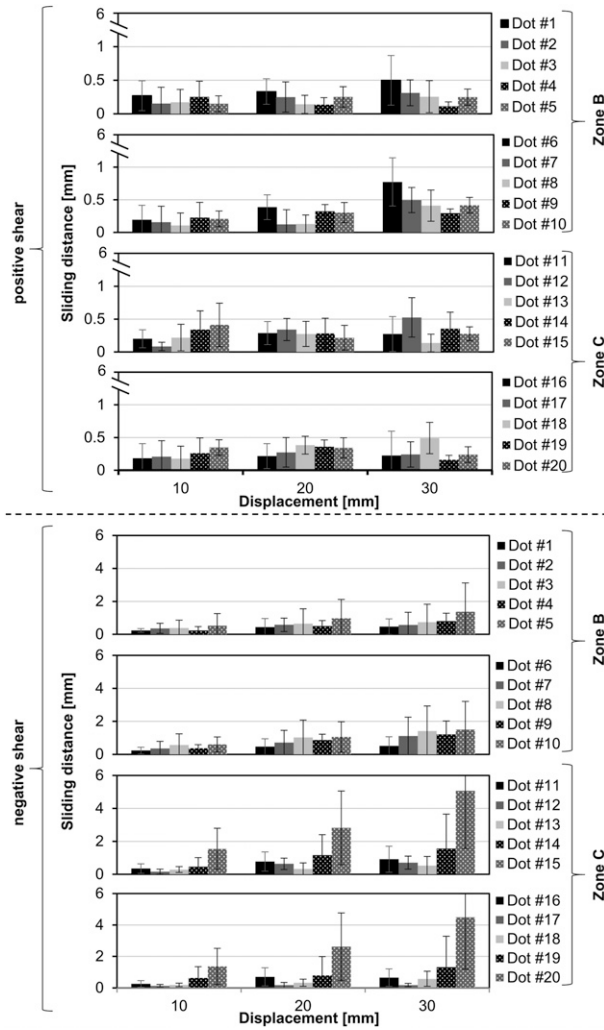 positive shear
Sliding distance [mm]
6
1
0.5
0
Dot #1
Dot #2
Dot #3
Dot #4
Dot #5
Zone B
6
1
0.5
0
Dot #6
Dot #7
Dot #8
Dot #9
Dot #10
6
1
0.5
0
Dot #11
Dot #12
Dot #13
Dot #14
Dot #15
Zone C
6
1
0.5
0
Dot #16
Dot #17
Dot #18
Dot #19
Dot #20
10 20 30
Displacement [mm]
negative shear
Sliding distance [mm]
6
4
2
0
Dot #1
Dot #2
Dot #3
Dot #4
Dot #5
Zone B
6
4
2
0
Dot #6
Dot #7
Dot #8
Dot #9
Dot #10
6
4
2
0
Dot #11
Dot #12
Dot #13
Dot #14
Dot #15
Zone C
6
4
2
0
Dot #16
Dot #17
Dot #18
Dot #19
Dot #20
10 20 30
Displacement [mm]